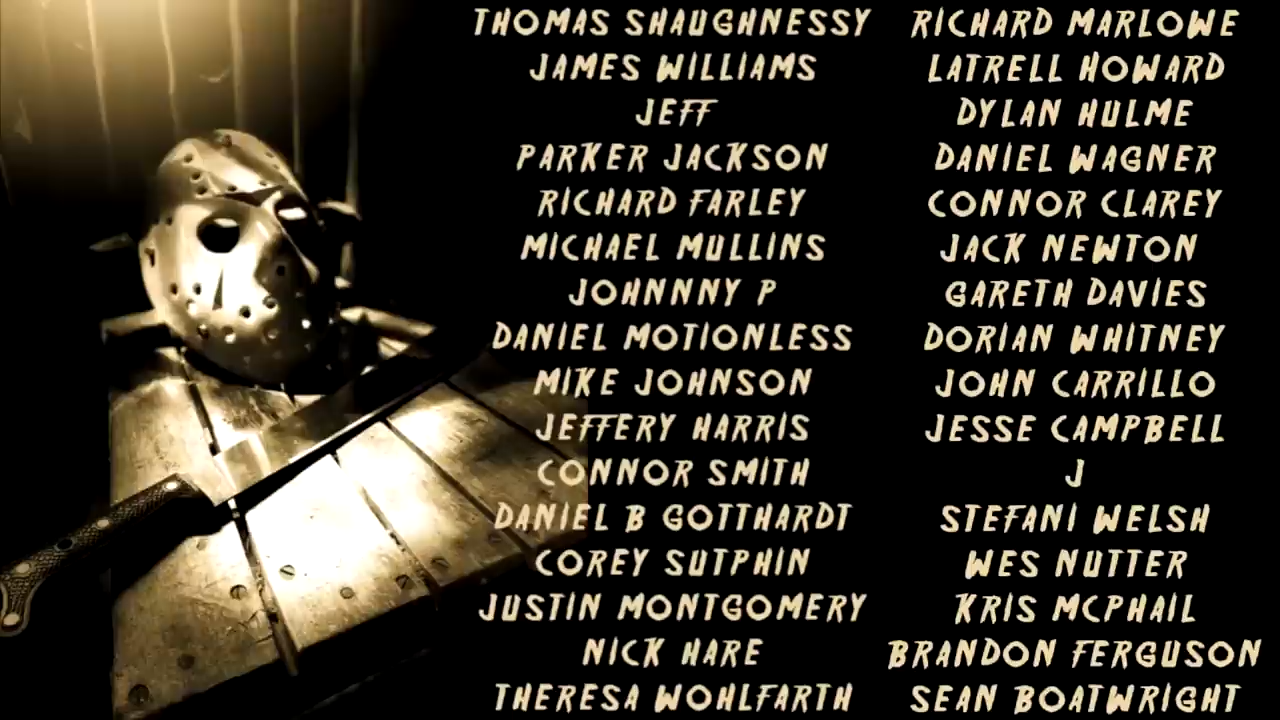 THOMAS SHAUGHNESSY
JAMES WILLIAMS
JEFF
PARKER JACKSON
RICHARD FARLEY
MICHAEL MULLINS
JOHNNNY P
DANIEL MOTIONLESS
MIKE JOHNSON
JEFFERY HARRIS
CONNOR SMITH
DANIEL B GOTTHARDT
COREY SUTPHIN
JUSTIN MONTGOMERY
NICK HARE
THERESA WOHLFARTH
RICHARD MARLOWE
LATRELL HOWARD
DYLAN HULME
DANIEL WAGNER
CONNOR CLAREY
JACK NEWTON
GARETH DAVIES
DORIAN WHITNEY
JOHN CARRILLO
JESSE CAMPBELL
J
STEFANI WELSH
WES NUTTER
KRIS MCPHAIL
BRANDON FERGUSON
SEAN BOATWRIGHT